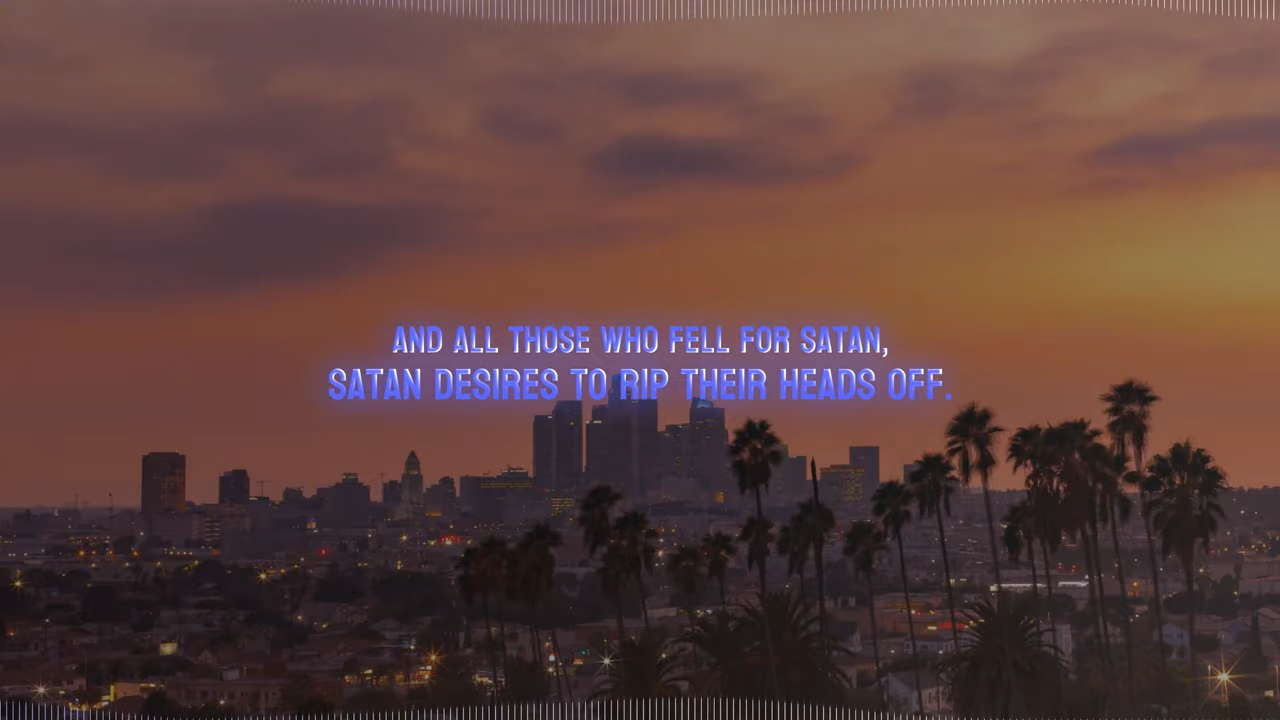 AND ALL THOSE WHO FELL FOR SATAN,
SATAN DESIRES TO RIP THEIR HEADS OFF.